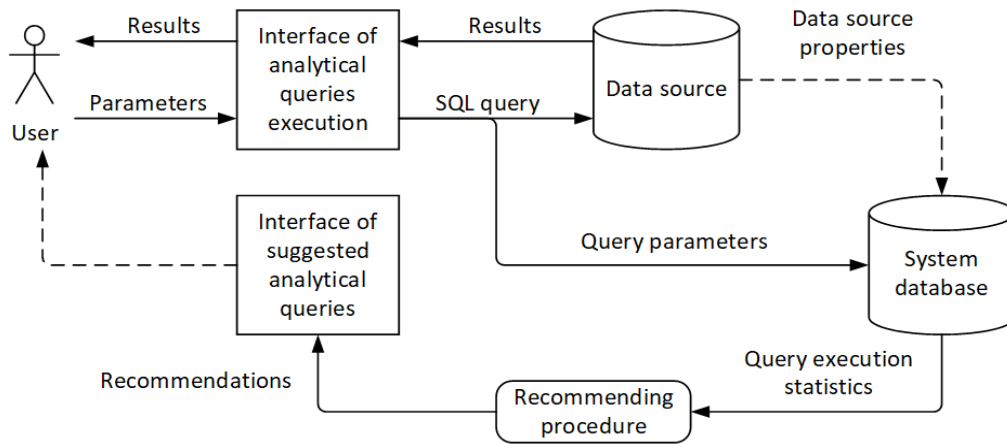 Results
Interface of
analytical
queries
execution
Results
Data source
properties
Data source
Parameters
SQL query
User
Interface of
suggested
analytical
queries
Query parameters
System
database
Recommendations
Query execution
statistics
Recommending
procedure